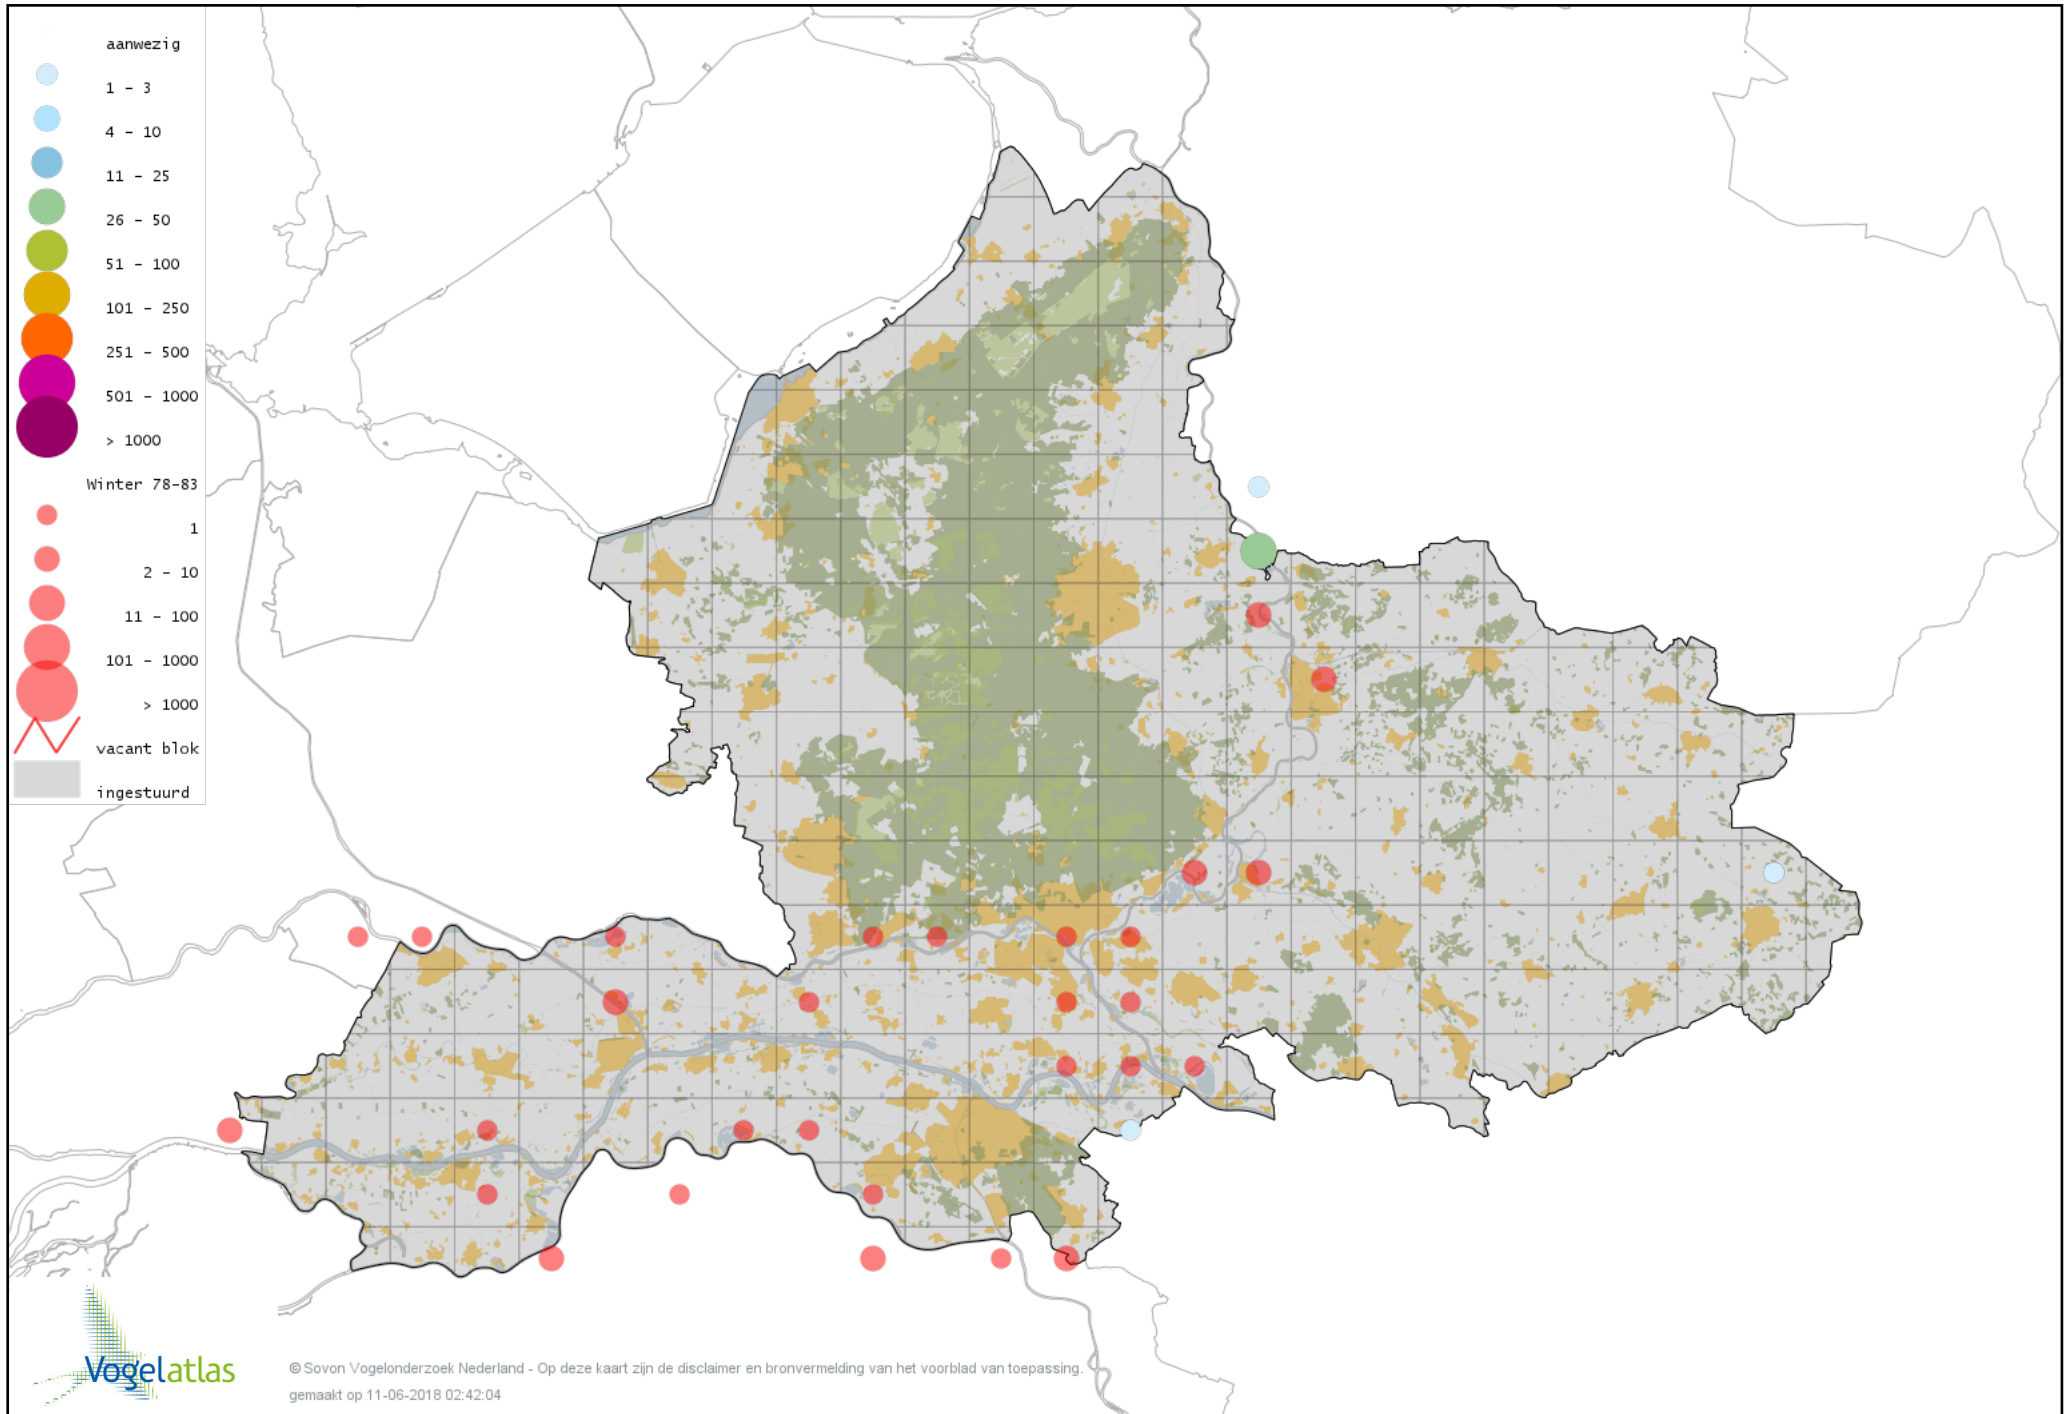 aanwezig
1 - 3
4 - 10
11 - 25
26 - 50
51 - 100
101 - 250
251 - 500
501 - 1000
> 1000
Winter 78-83
1
2 - 10
11 - 100
101 - 1000
> 1000
vacant blok
ingestuurd
Vogelatlas
© Sovon Vogelonderzoek Nederland - Op deze kaart zijn de disclaimer en bronvermelding van het voorblad van toepassing.
gemaakt op 11-06-2018 02:42:04